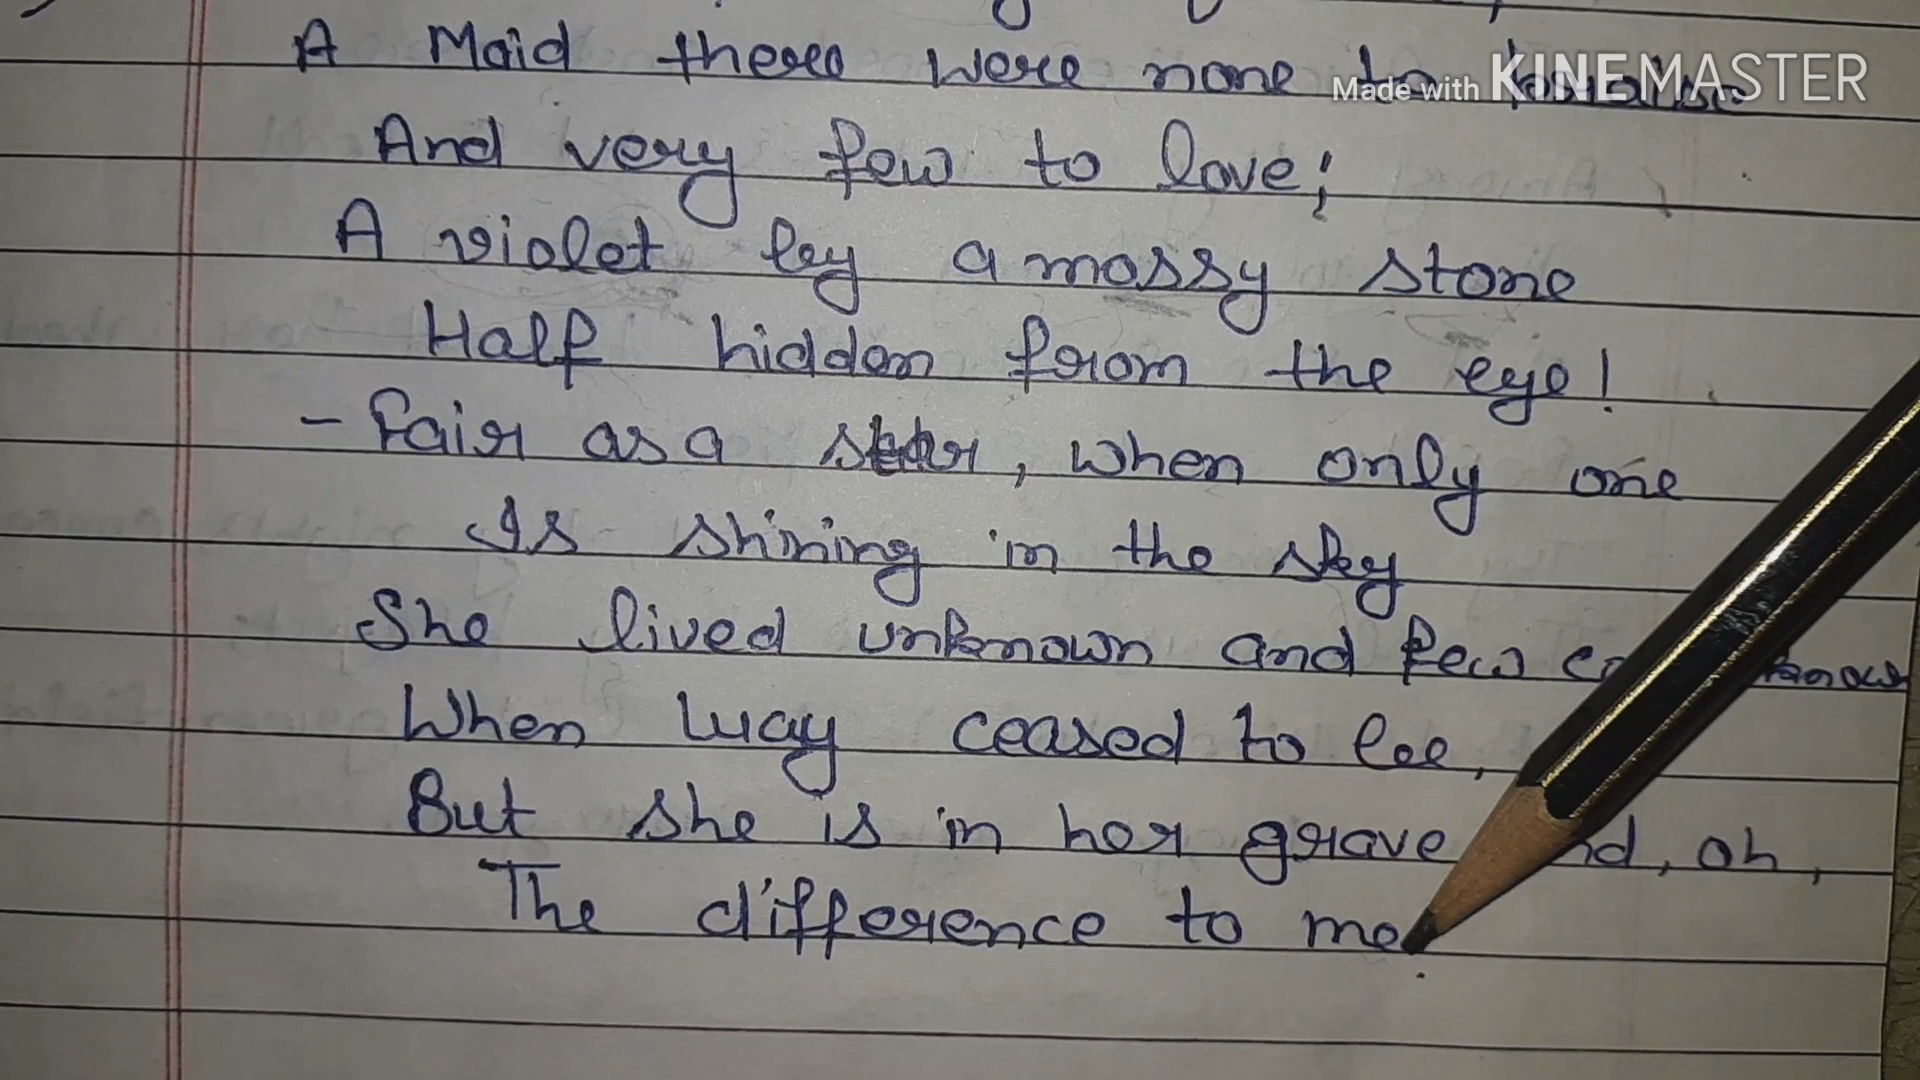 A Maid there were none to praise
Made with KINEMASTER
And very few to love;
A violet by a mossy stone
Half hidden from the eye!
- Fair as a star, when only one
Is shining in the sky
She lived unknown and few know
When Lucy ceased to be,
But she is in her grave oh,
The difference to me